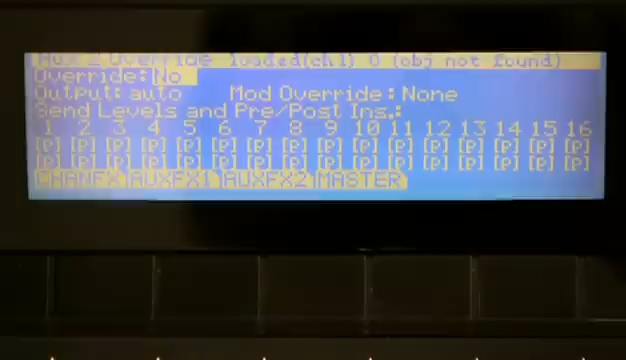 Aux 2 Override loaded(ch1) 0 (obj not found)
Override:No
Output: auto Mod Override: None
Send Levels and Pre/Post Ins.:
1 2 3 4 5 6 7 8 9 10 11 12 13 14 15 16
[P] [P] [P] [P] [P] [P] [P] [P] [P] [P] [P] [P] [P] [P] [P] [P]
[P] [P] [P] [P] [P] [P] [P] [P] [P] [P] [P] [P] [P] [P] [P] [P]
CHANFX AUXFX1 AUXFX2 MASTER